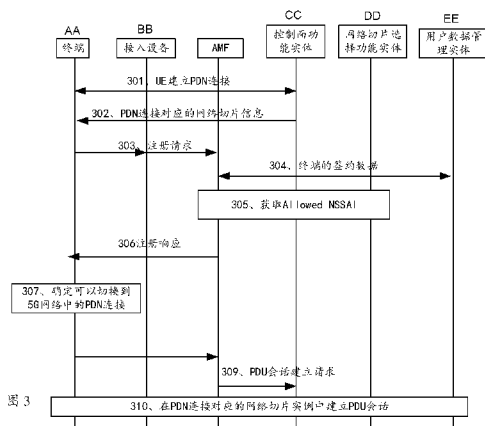 AA
BB
CC
DD
EE
终端
接入设备
AMF
控制面功
能实体
网络切片选
择功能实体
用户数据管
理实体
301、UE建立PDN连接
302、PDN连接对应的网络切片信息
303、注册请求
304、终端的签约数据
305、获取Allowed NSSAI
306注册响应
307、确定可以切换到
5G网络中的PDN连接
309、PDU会话建立请求
310、在PDN连接对应的网络切片实例中建立PDU会话
图 3